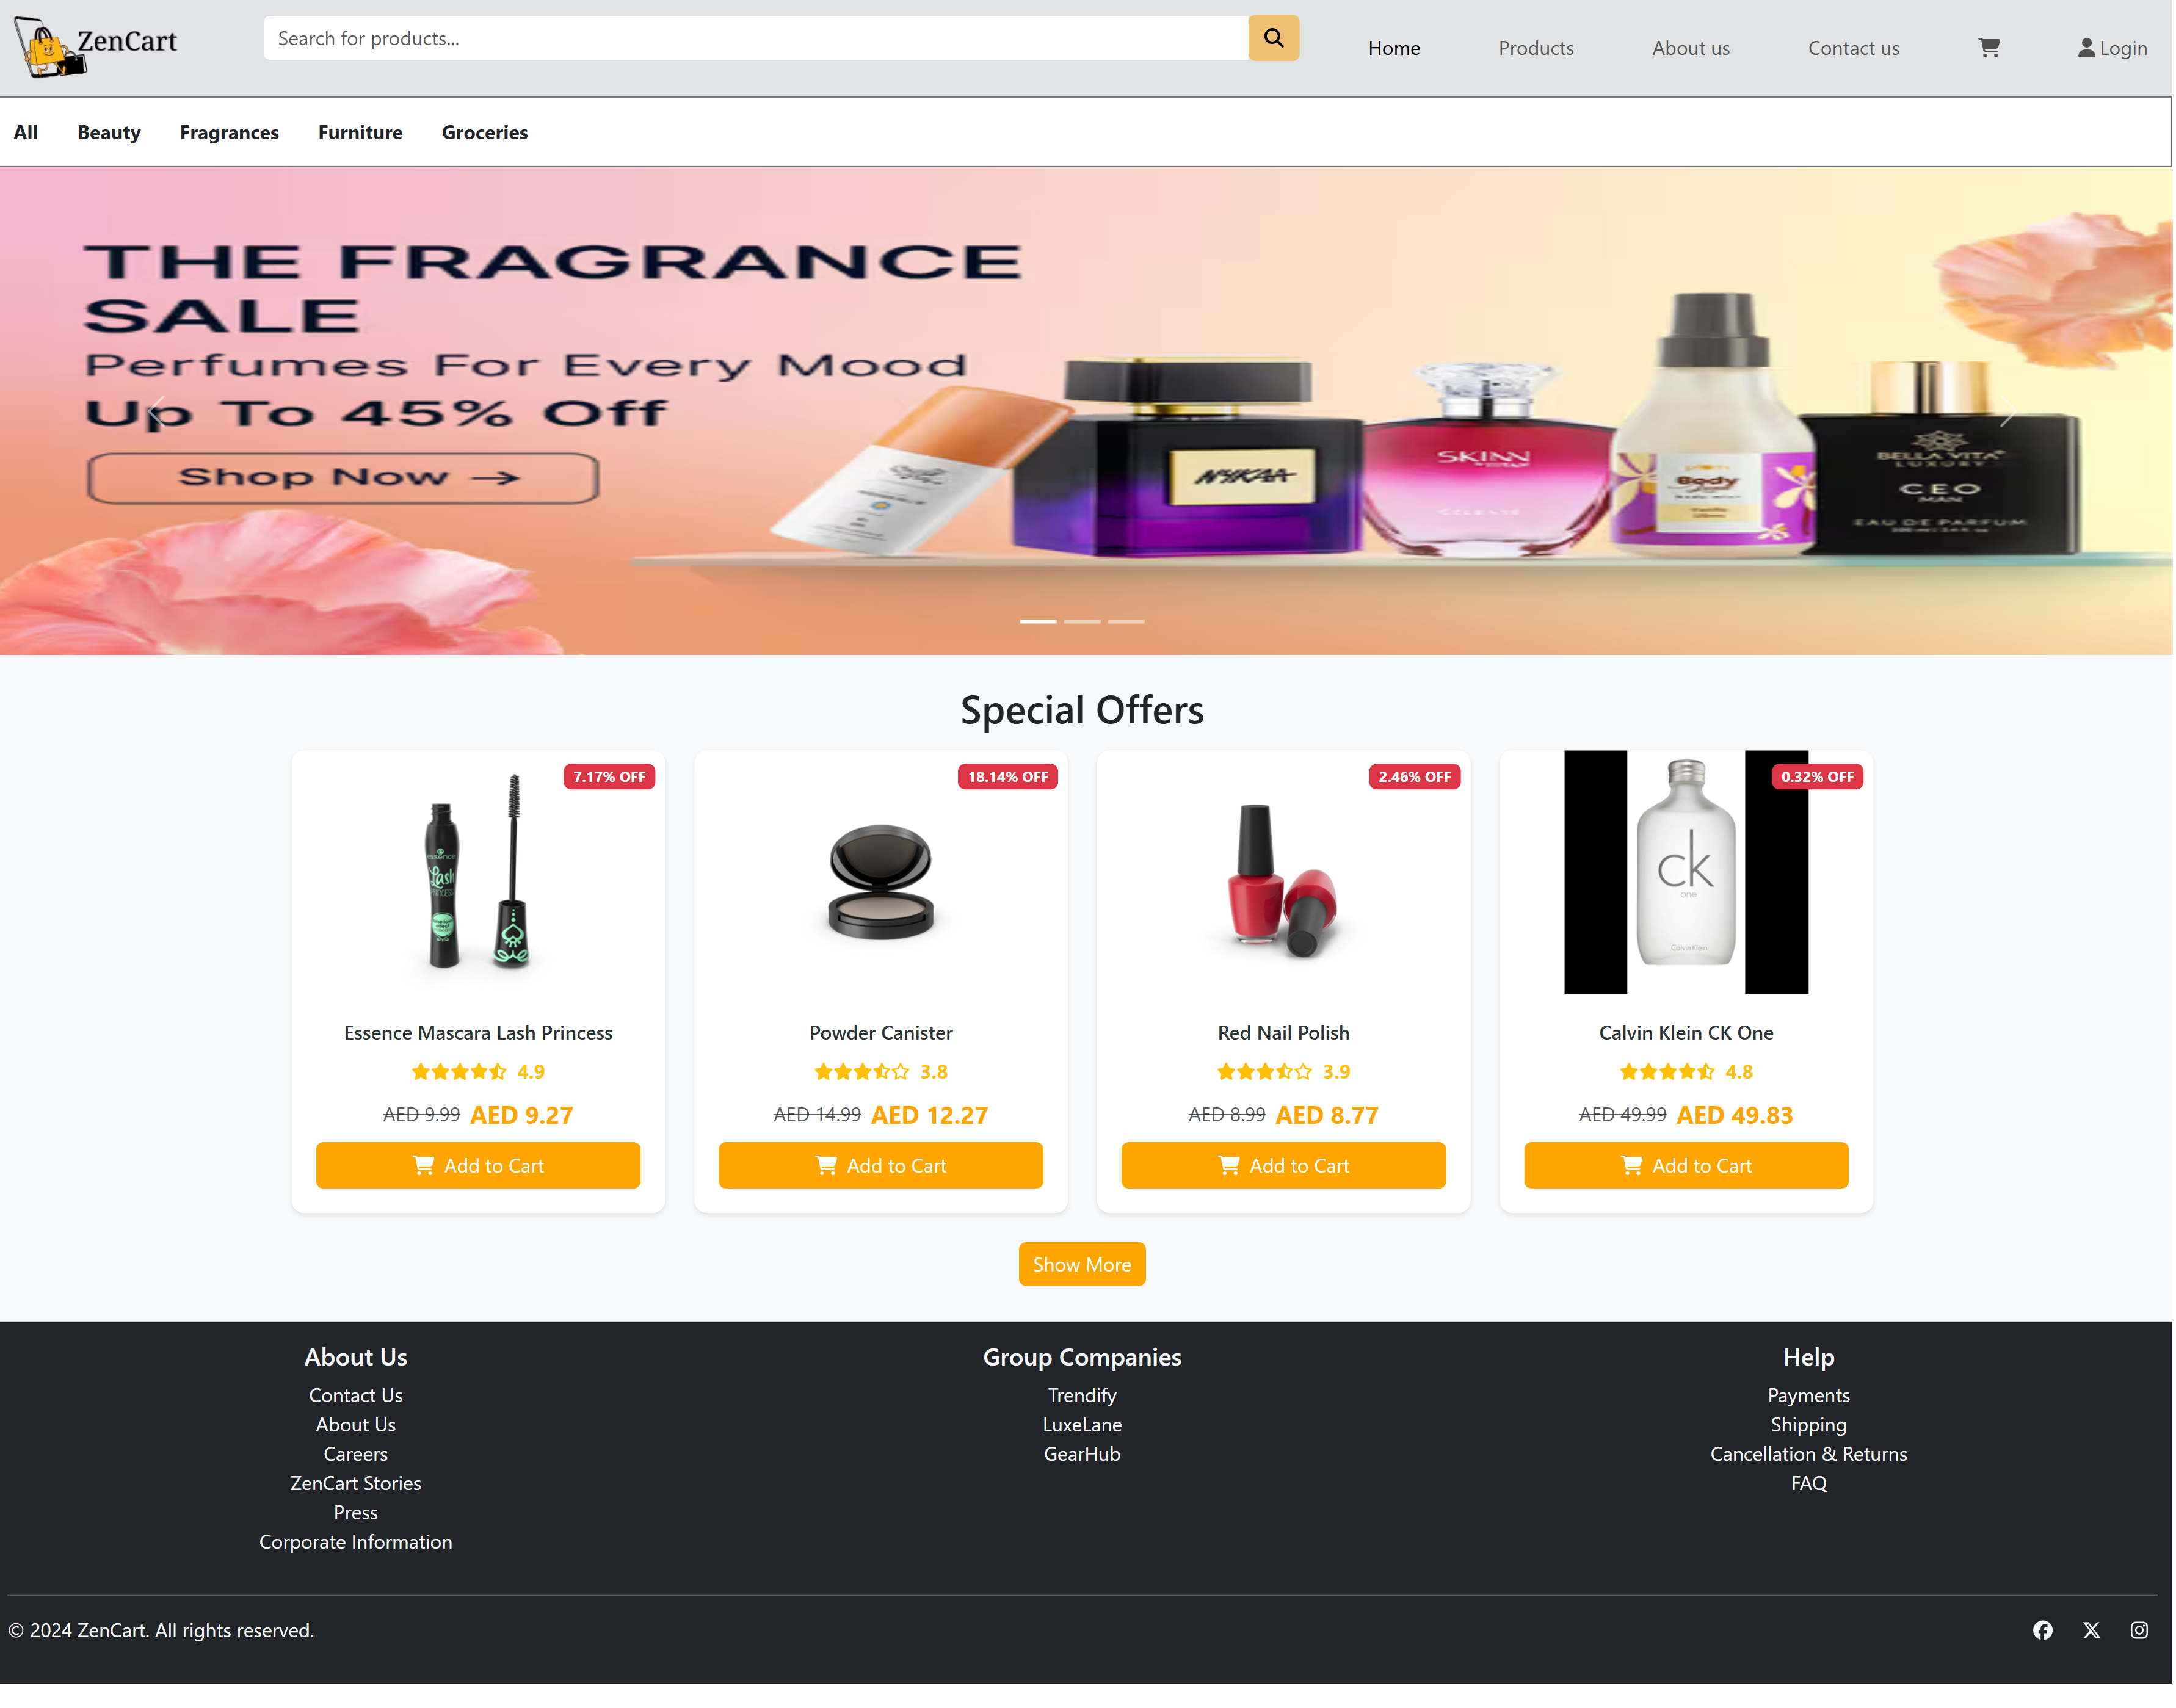 ZenCart
Search for products...
Home
Products
About us
Contact us
Login
All
Beauty
Fragrances
Furniture
Groceries
THE FRAGRANCE
SALE
Perfumes For Every Mood
Up To 45% Off
Shop Now →
NYKAA
SKINN
Body
BELLA VITA
LUXURY
CEO
MAN
EAU DE PARFUM
Special Offers
7.17% OFF
essence
Lash
Essence Mascara Lash Princess
4.9
AED 9.99 AED 9.27
Add to Cart
18.14% OFF
Powder Canister
3.8
AED 14.99 AED 12.27
Add to Cart
2.46% OFF
Red Nail Polish
3.9
AED 8.99 AED 8.77
Add to Cart
0.32% OFF
ck
one
Calvin Klein
Calvin Klein CK One
4.8
AED 49.99 AED 49.83
Add to Cart
Show More
About Us
Contact Us
About Us
Careers
ZenCart Stories
Press
Corporate Information
Group Companies
Trendify
LuxeLane
GearHub
Help
Payments
Shipping
Cancellation & Returns
FAQ
© 2024 ZenCart. All rights reserved.